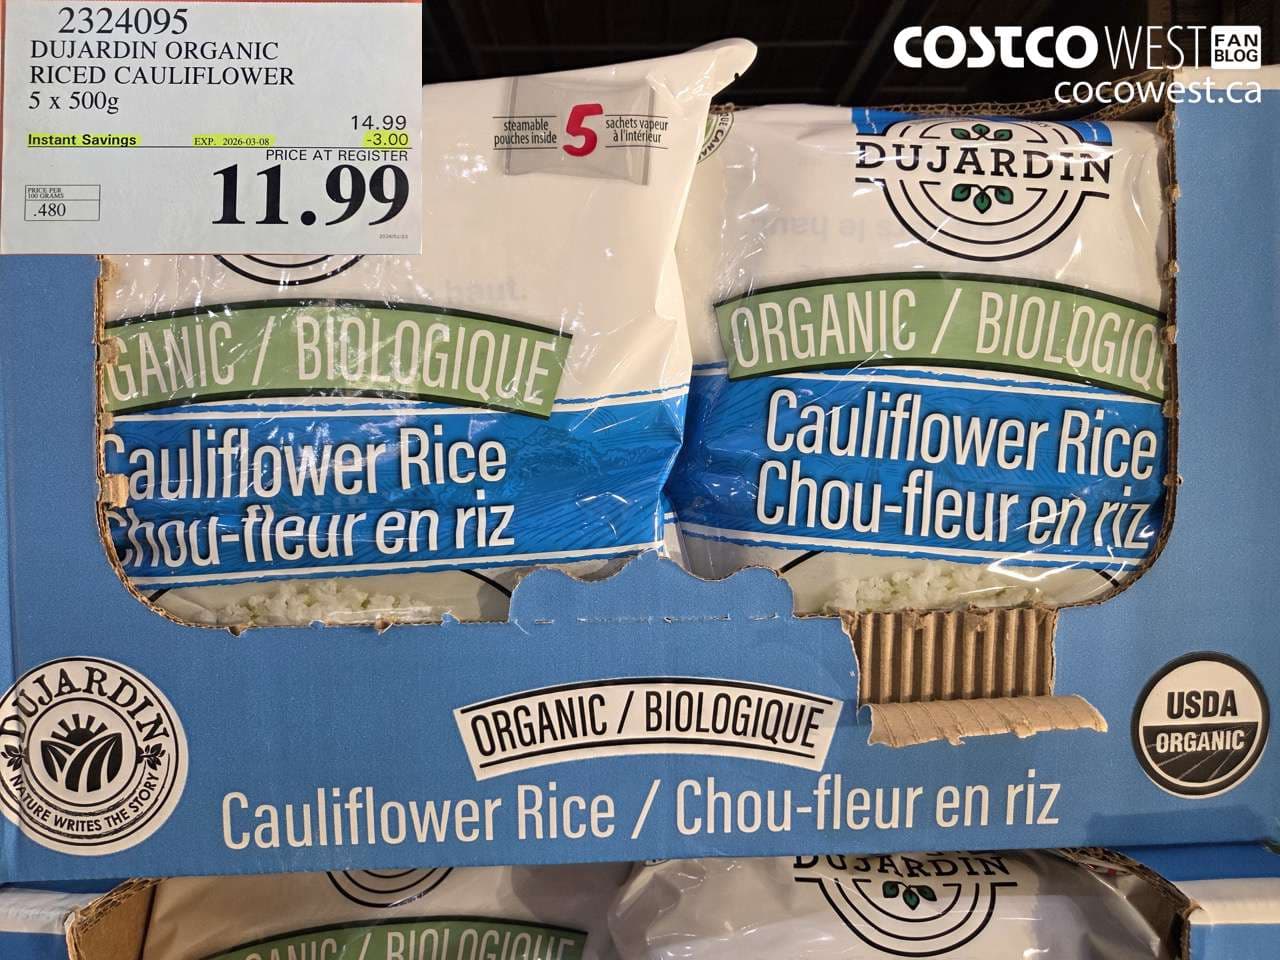 2324095
DUJARDIN ORGANIC
RICED CAULIFLOWER
5 x 500g
14.99
Instant Savings EXP. 2026-03-08 -3.00
PRICE AT REGISTER
11.99
PRICE PER
100 GRAMS
.480
COSTCO WEST FAN BLOG
cocowest.ca
steamable
pouches inside
5
sachets vapeur
à l'intérieur
DUJARDIN
GANIC / BIOLOGIQUE
Cauliflower Rice
Chou-fleur en riz
ORGANIC / BIOLOGIQU
Cauliflower Rice
Chou-fleur en riz
DUJARDIN
NATURE WRITES THE STORY
ORGANIC / BIOLOGIQUE
Cauliflower Rice / Chou-fleur en riz
USDA
ORGANIC
DUJARDIN
GANIC / BIOLOGIQUE